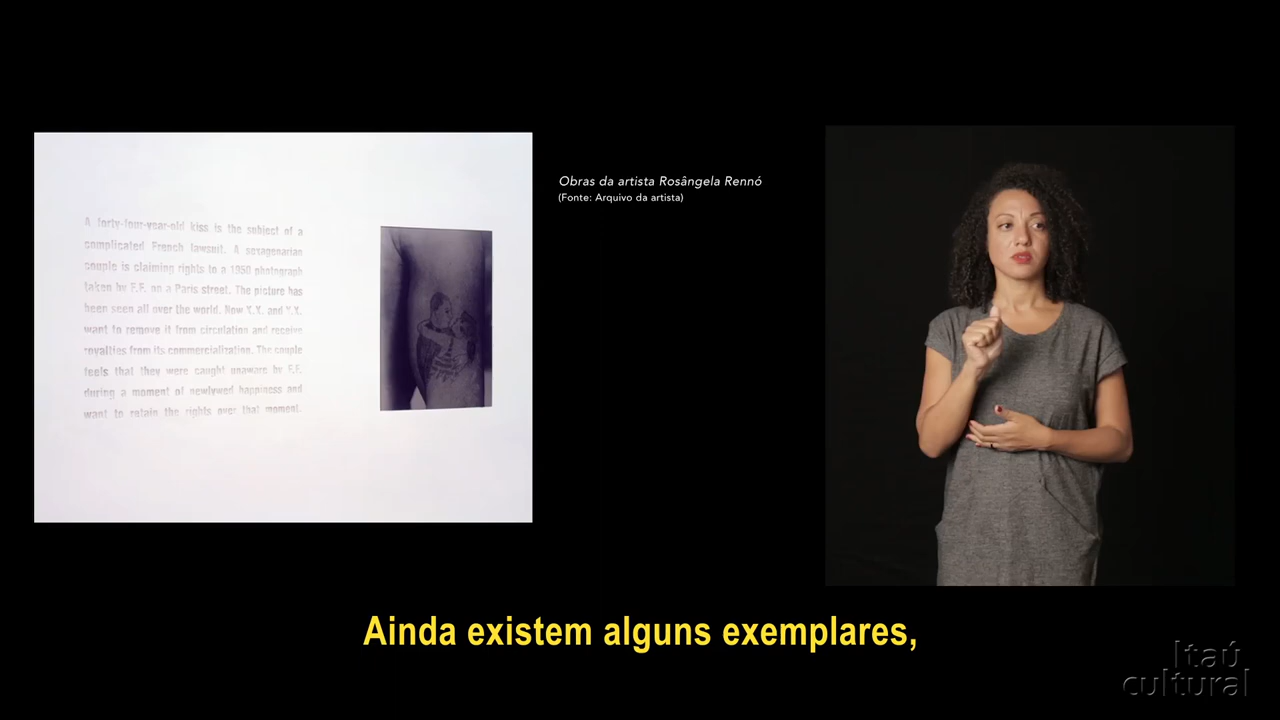 A forty-four-year-old kiss is the subject of a
complicated French lawsuit. A sexagenarian
couple is claiming rights to a 1950 photograph
taken by F.F. on a Paris street. The picture has
been seen all over the world. Now X.X. and Y.X.
want to remove it from circulation and receive
royalties from its commercialization. The couple
feels that they were caught unaware by F.F.
during a moment of newlywed happiness and
want to retain the rights over that moment.
Obras da artista Rosângela Rennó
(Fonte: Arquivo da artista)
Ainda existem alguns exemplares,
Itaú
cultural